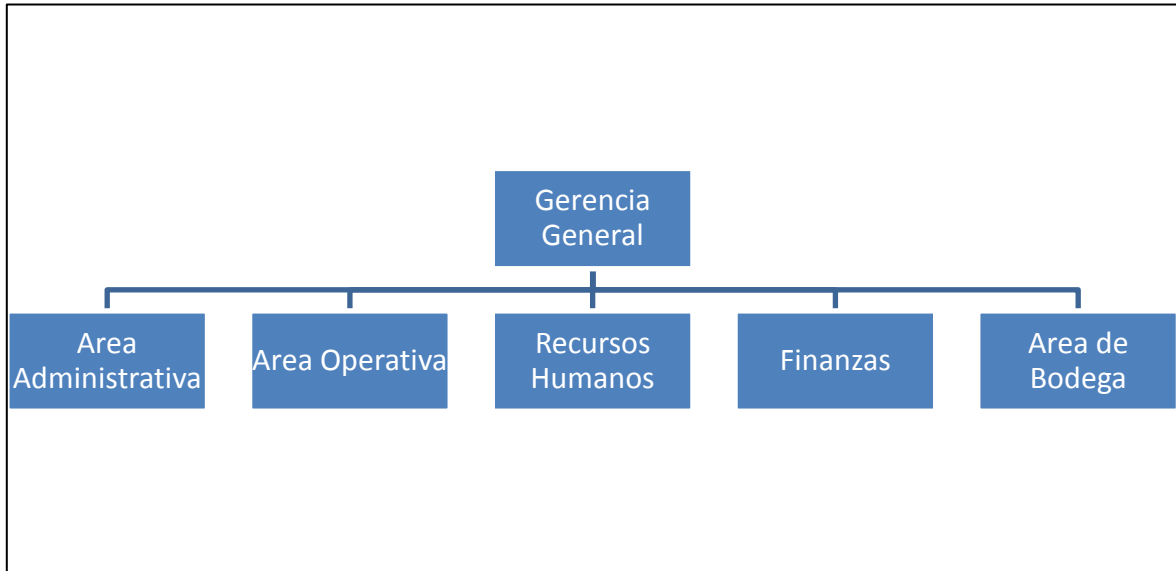 Gerencia
General
Area
Administrativa
Area Operativa
Recursos
Humanos
Finanzas
Area de
Bodega